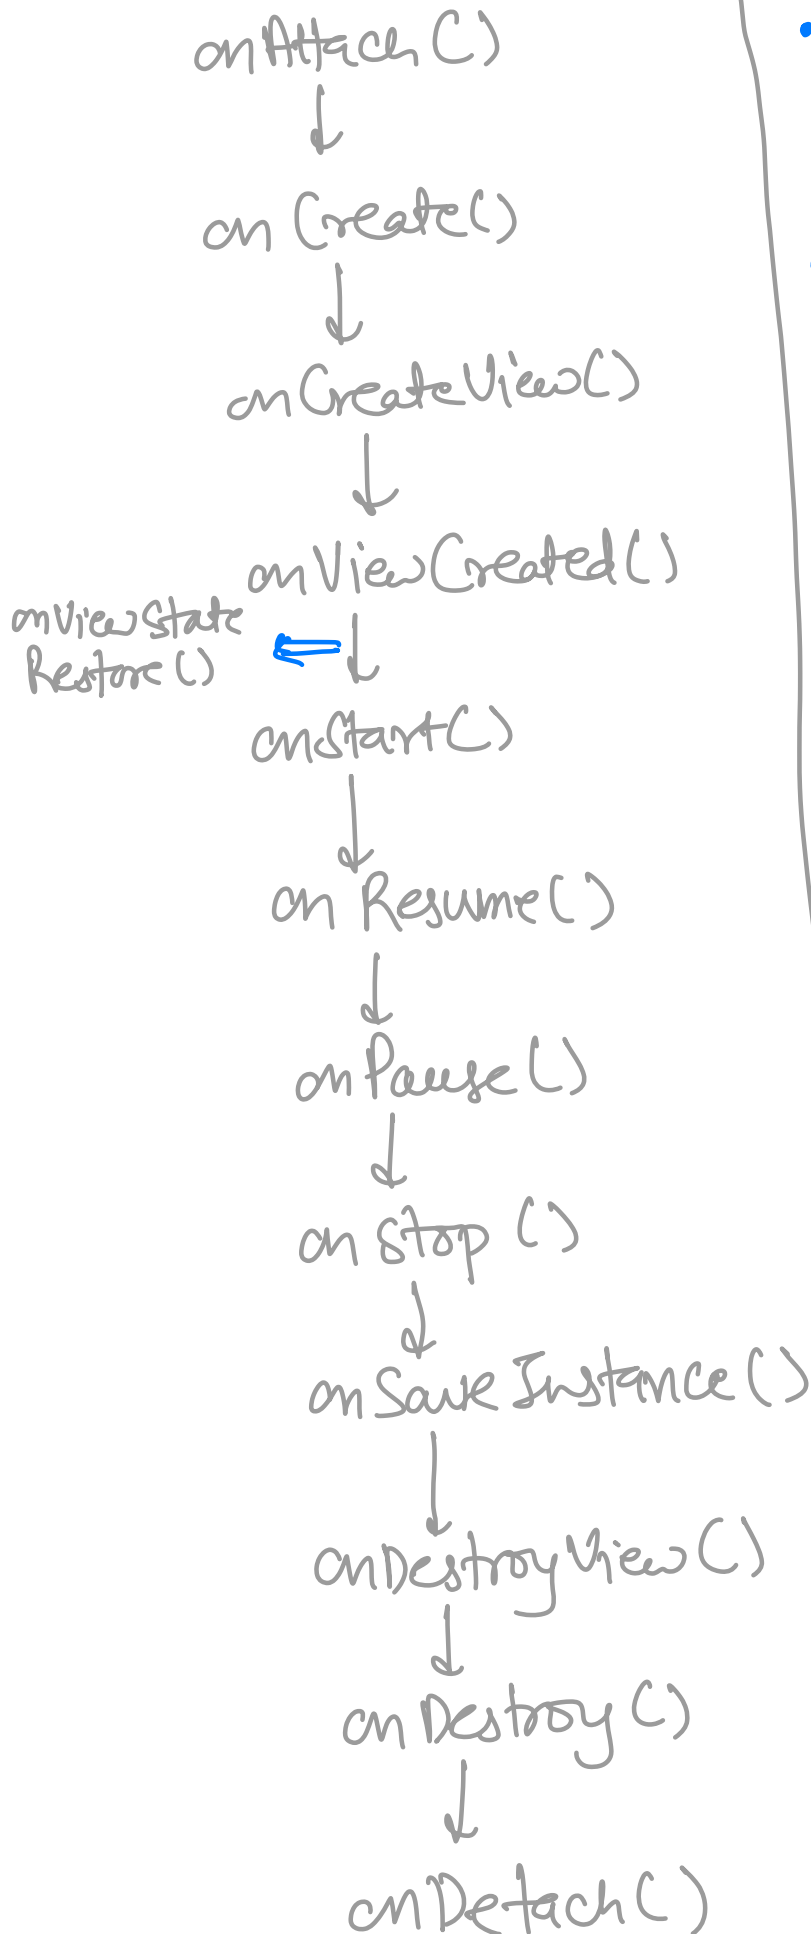 onAttach()
onCreate()
onCreateView()
onViewCreated()
onViewState
Restore()
onStart()
onResume()
onPause()
onStop()
onSaveInstance()
onDestroyView()
onDestroy()
onDetach()